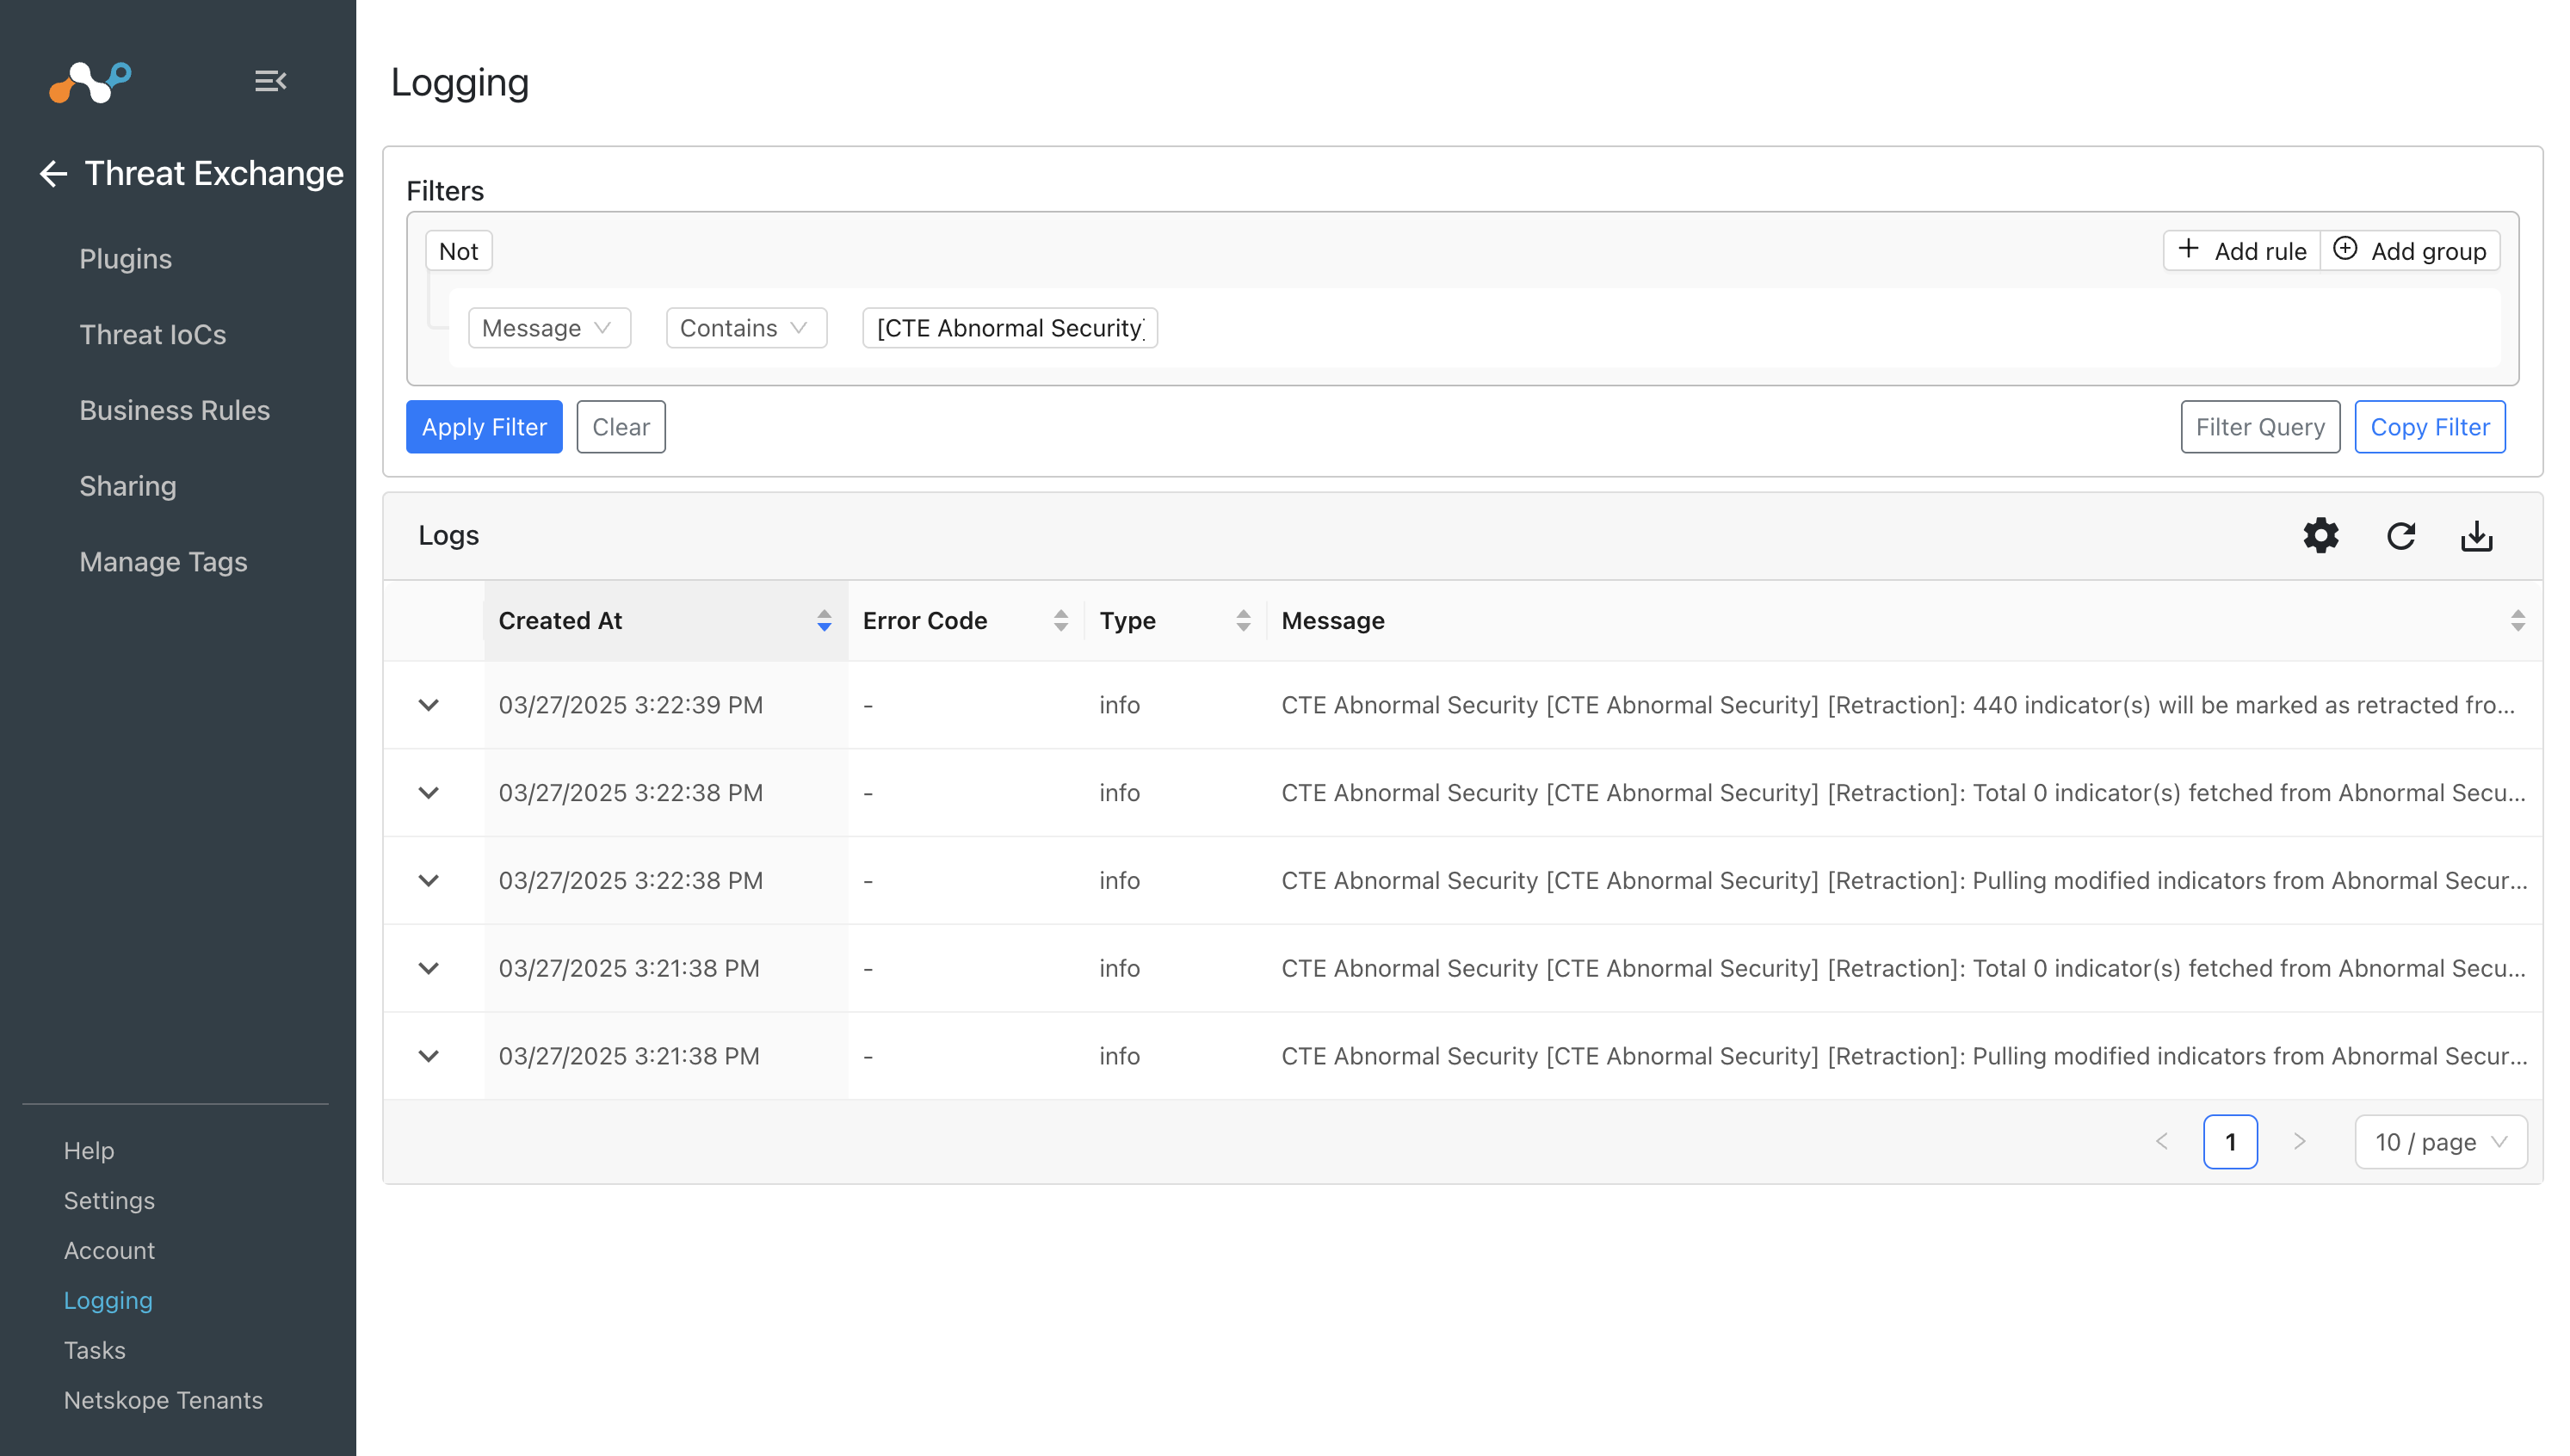 Logging
Threat Exchange
Plugins
Threat IoCs
Business Rules
Sharing
Manage Tags
Help
Settings
Account
Logging
Tasks
Netskope Tenants
Filters
Not
Add rule
Add group
Message
Contains
[CTE Abnormal Security]
Apply Filter
Clear
Filter Query
Copy Filter
Logs
Created At Error Code Type Message
03/27/2025 3:22:39 PM - info CTE Abnormal Security [CTE Abnormal Security] [Retraction]: 440 indicator(s) will be marked as retracted fro...
03/27/2025 3:22:38 PM - info CTE Abnormal Security [CTE Abnormal Security] [Retraction]: Total 0 indicator(s) fetched from Abnormal Secu...
03/27/2025 3:22:38 PM - info CTE Abnormal Security [CTE Abnormal Security] [Retraction]: Pulling modified indicators from Abnormal Secur...
03/27/2025 3:21:38 PM - info CTE Abnormal Security [CTE Abnormal Security] [Retraction]: Total 0 indicator(s) fetched from Abnormal Secu...
03/27/2025 3:21:38 PM - info CTE Abnormal Security [CTE Abnormal Security] [Retraction]: Pulling modified indicators from Abnormal Secur...
1
10 / page